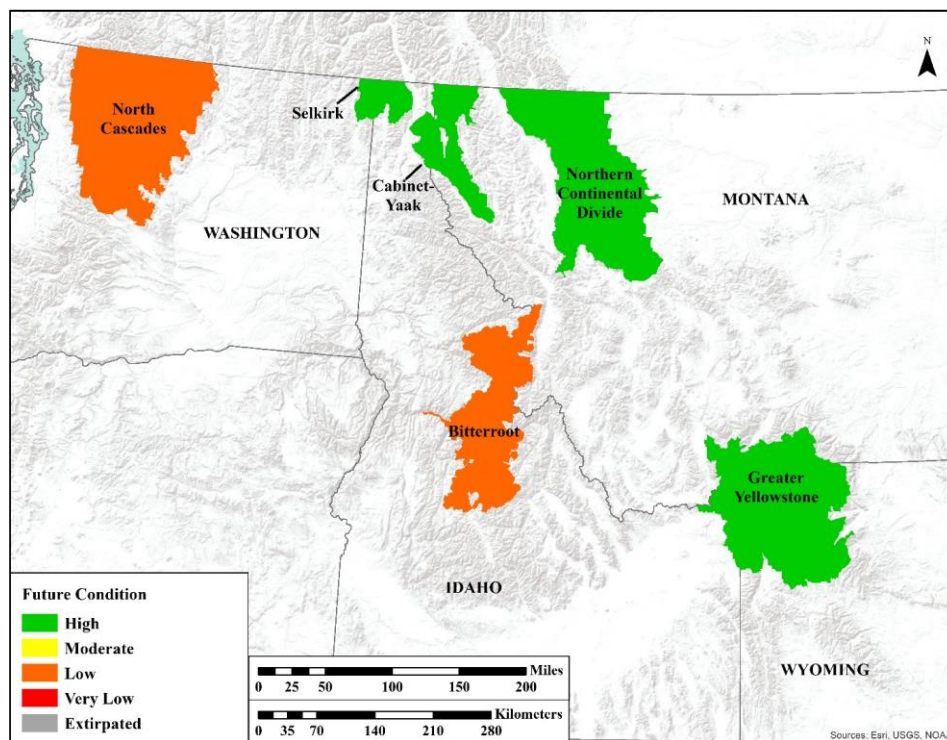 N
North
Cascades
Selkirk
Cabinet-
Yaak
Northern
Continental
Divide
MONTANA
WASHINGTON
Bitterroot
Greater
Yellowstone
IDAHO
WYOMING
Future Condition
High
Moderate
Low
Very Low
Extirpated
Miles
0 25 50 100 150 200
Kilometers
0 35 70 140 210 280
Sources: Esri, USGS, NOA